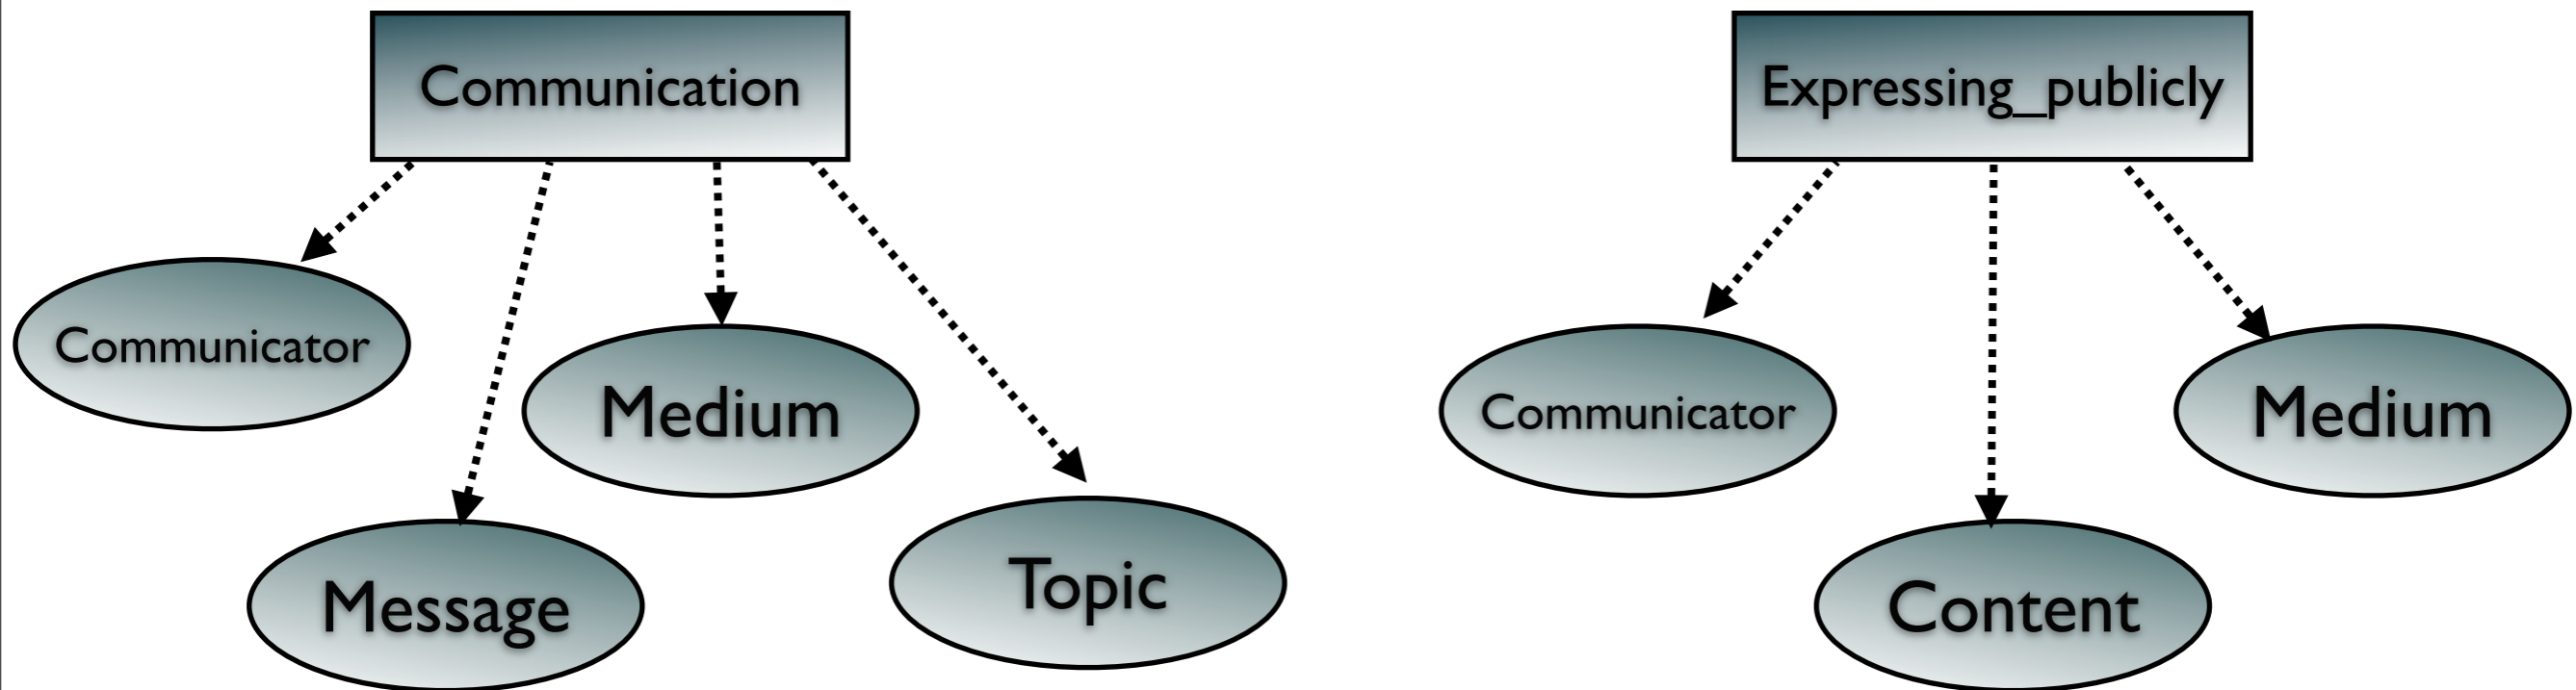 Communication
Expressing_publicly
Communicator
Medium
Communicator
Medium
Message
Topic
Content